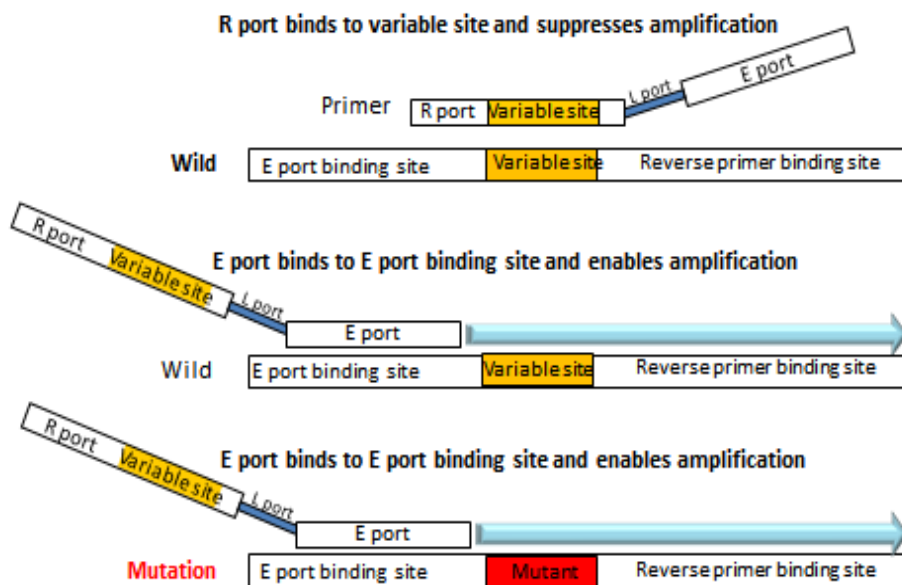 R port binds to variable site and suppresses amplification
E port
L port
Primer
R port Variable site
Wild
E port binding site Variable site Reverse primer binding site
R port Variable site
L port
E port binds to E port binding site and enables amplification
E port
Wild
E port binding site Variable site Reverse primer binding site
R port Variable site
L port
E port binds to E port binding site and enables amplification
E port
Mutation
E port binding site Mutant Reverse primer binding site